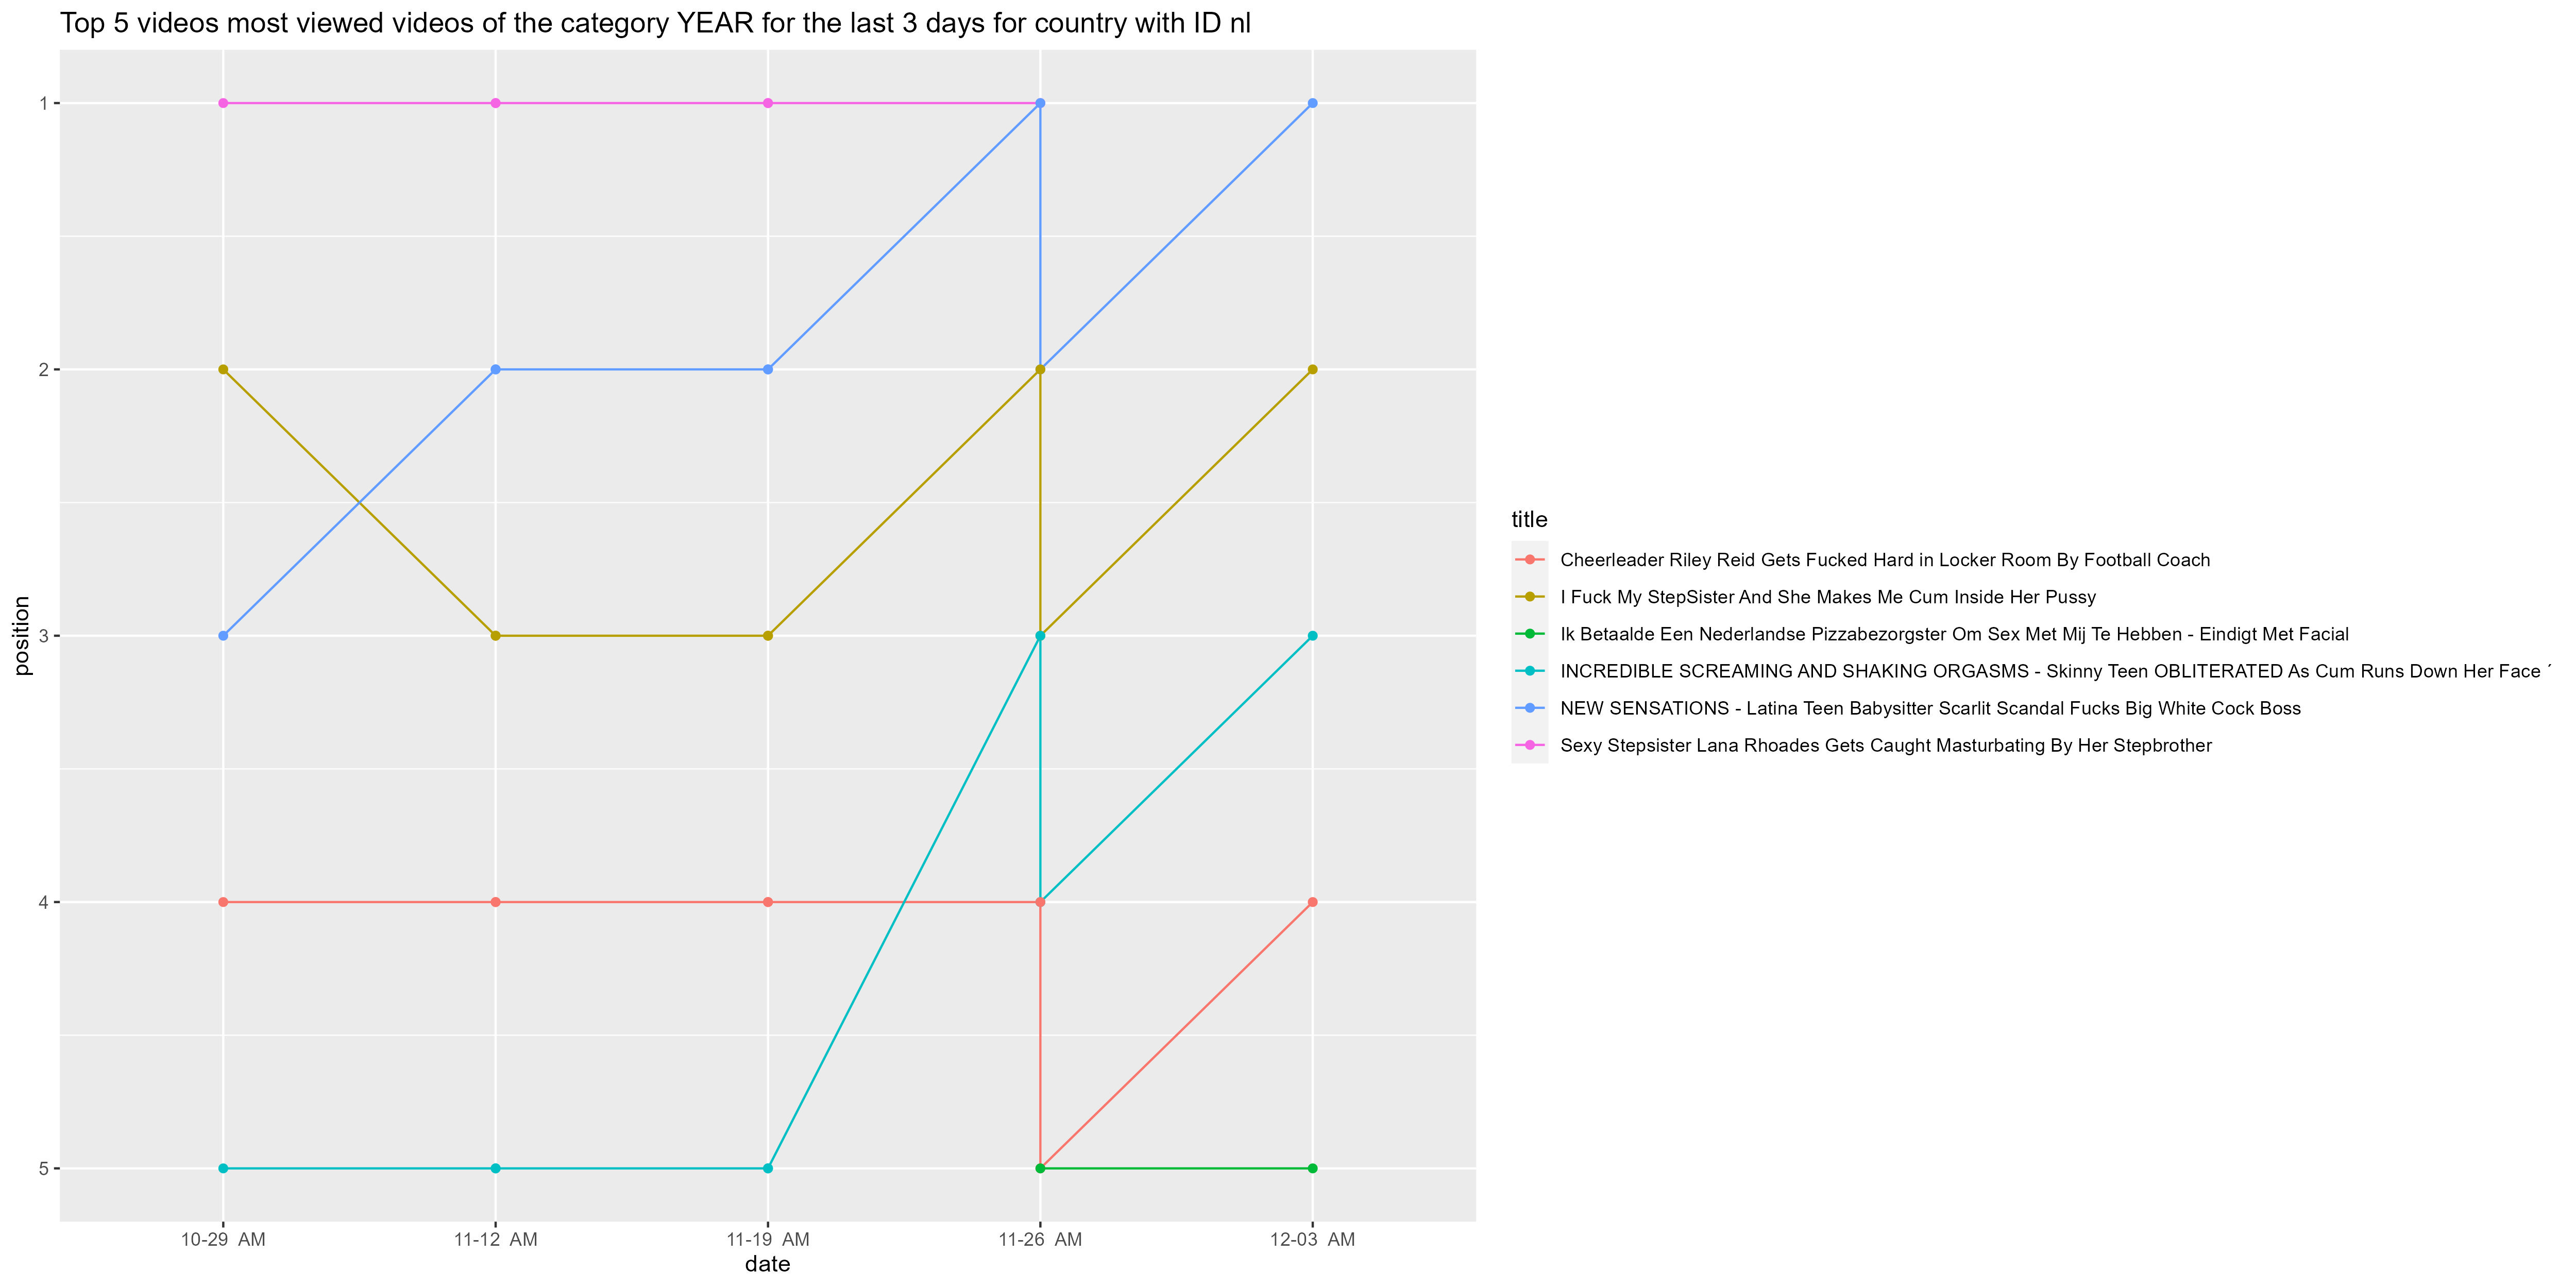 Top 5 videos most viewed videos of the category YEAR for the last 3 days for country with ID nl
position
1
2
3
4
5
10-29 AM
11-12 AM
11-19 AM
11-26 AM
12-03 AM
date
title
Cheerleader Riley Reid Gets Fucked Hard in Locker Room By Football Coach
I Fuck My StepSister And She Makes Me Cum Inside Her Pussy
Ik Betaalde Een Nederlandse Pizzabezorgster Om Sex Met Mij Te Hebben - Eindigt Met Facial
INCREDIBLE SCREAMING AND SHAKING ORGASMS - Skinny Teen OBLITERATED As Cum Runs Down Her Face
NEW SENSATIONS - Latina Teen Babysitter Scarlit Scandal Fucks Big White Cock Boss
Sexy Stepsister Lana Rhoades Gets Caught Masturbating By Her Stepbrother